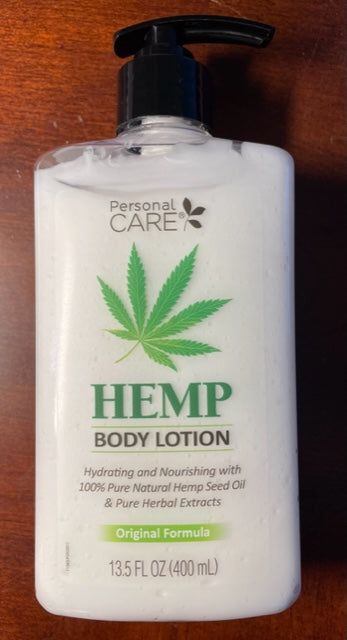 Personal
CARE®
HEMP
BODY LOTION
Hydrating and Nourishing with
100% Pure Natural Hemp Seed Oil
& Pure Herbal Extracts
Original Formula
13.5 FL OZ (400 mL)